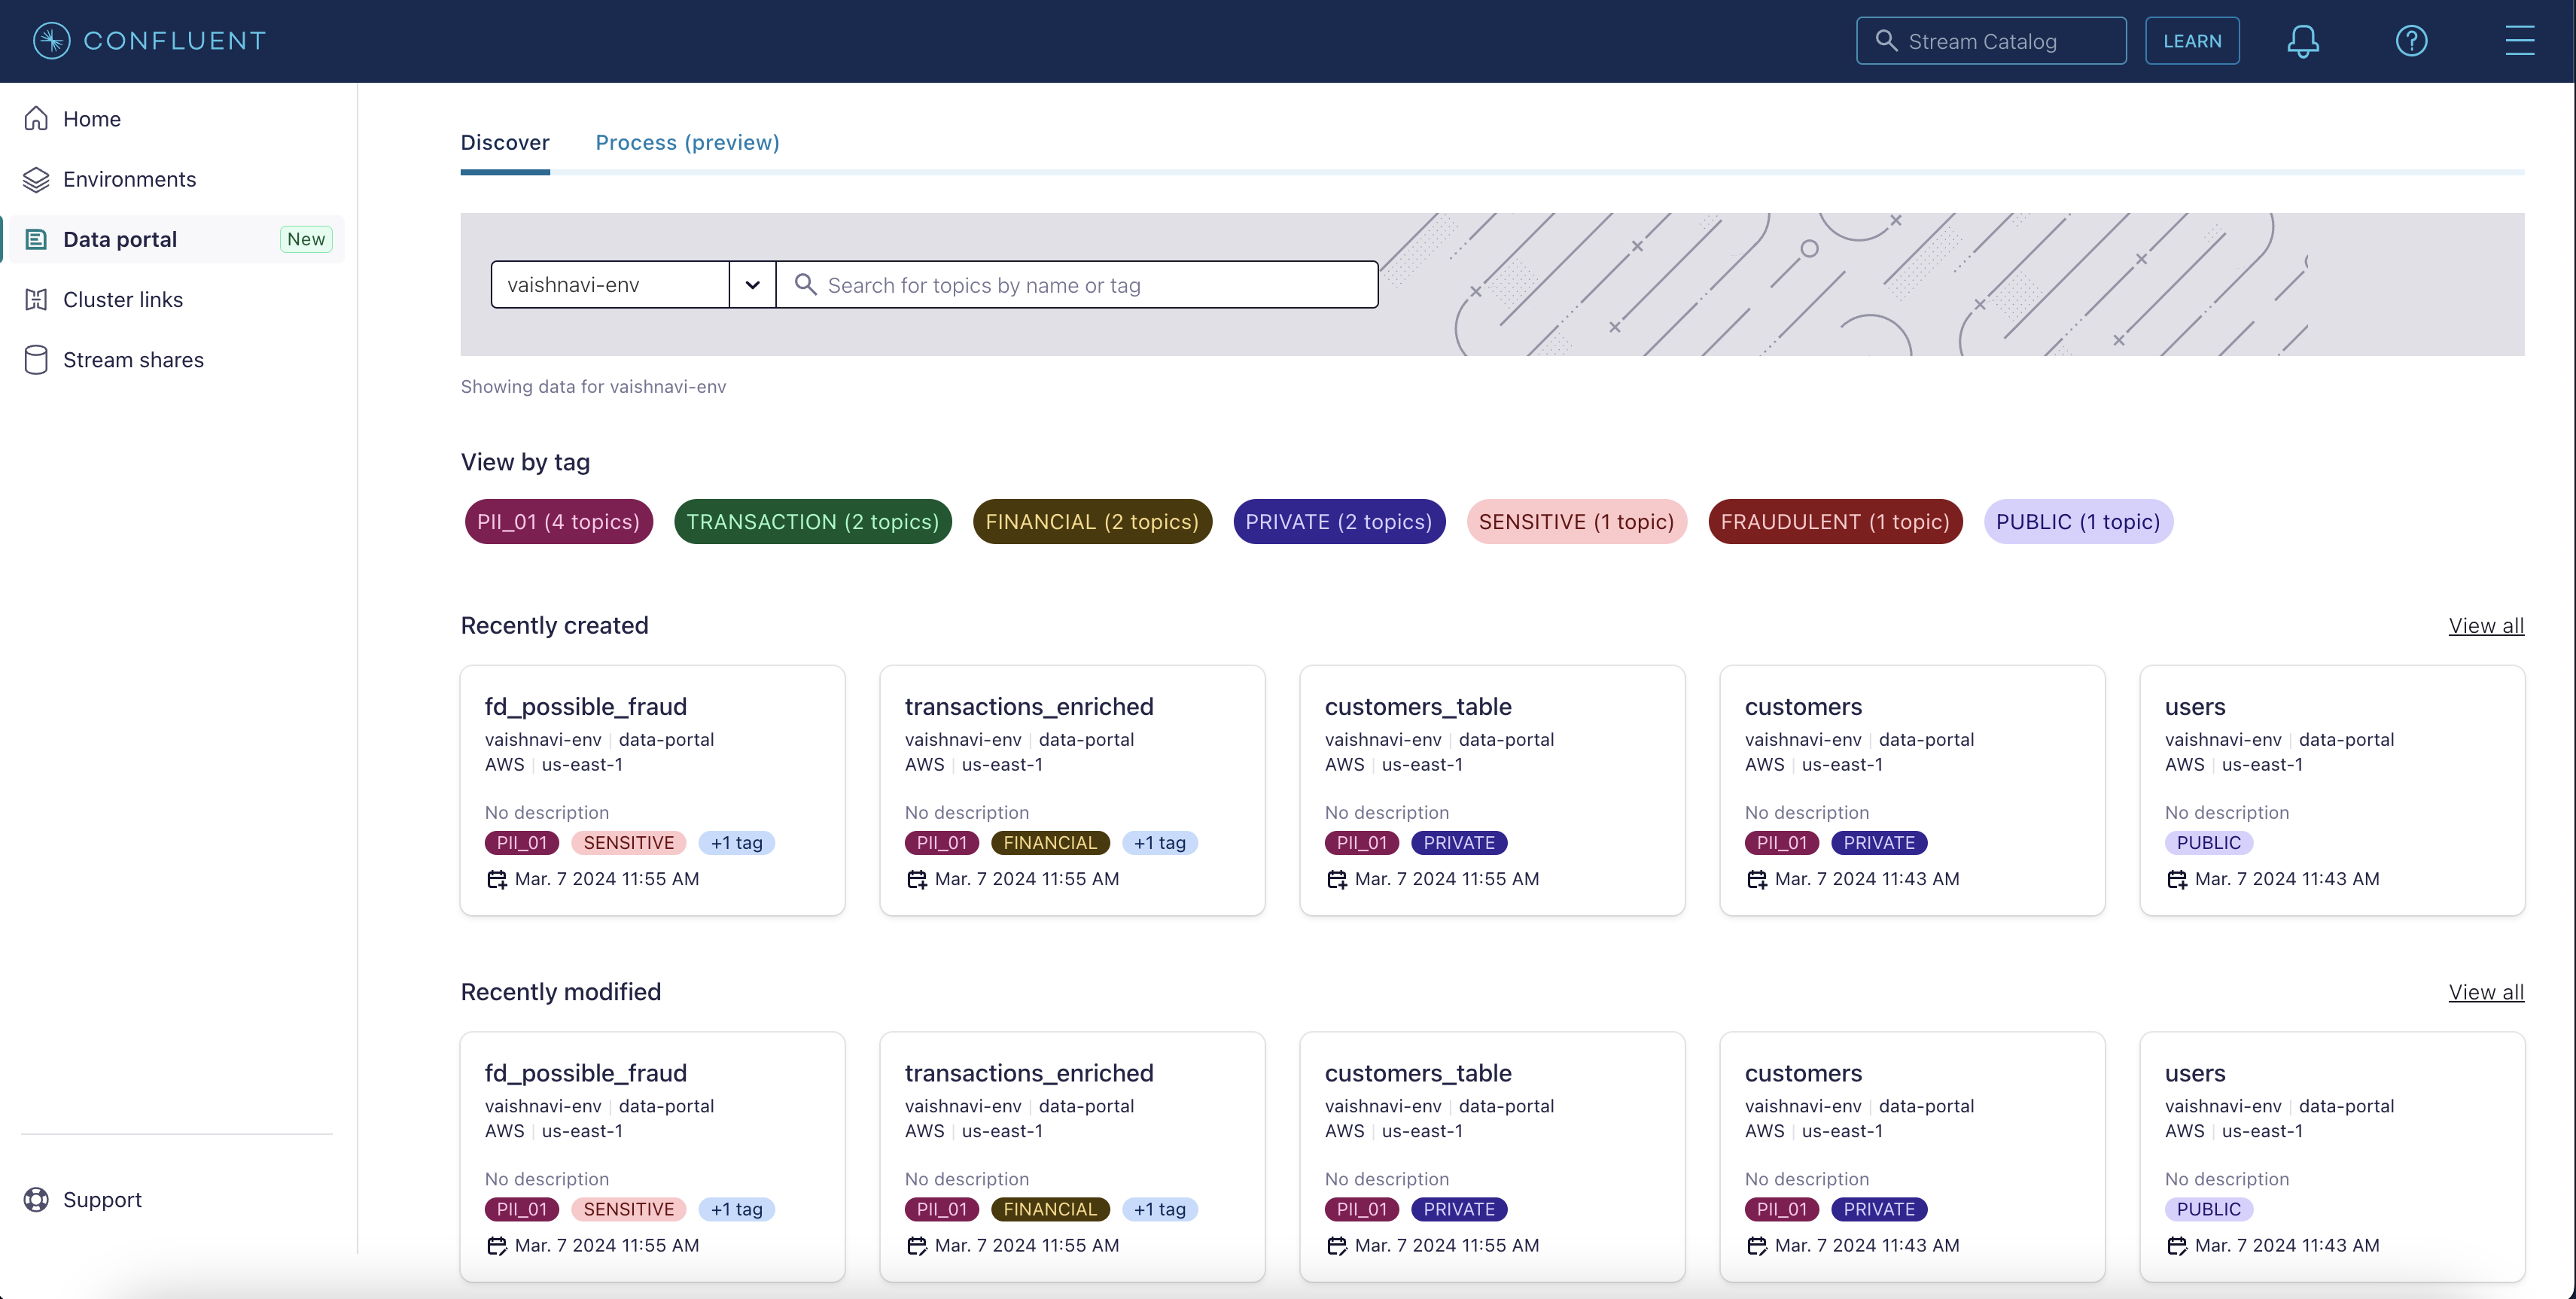 CONFLUENT
Stream Catalog
LEARN
Home
Environments
Data portal New
Cluster links
Stream shares
Support
Discover Process (preview)
vaishnavi-env Search for topics by name or tag
Showing data for vaishnavi-env
View by tag
PII_01 (4 topics) TRANSACTION (2 topics) FINANCIAL (2 topics) PRIVATE (2 topics) SENSITIVE (1 topic) FRAUDULENT (1 topic) PUBLIC (1 topic)
Recently created View all
fd_possible_fraud
vaishnavi-env | data-portal
AWS | us-east-1
No description
PII_01 SENSITIVE +1 tag
Mar. 7 2024 11:55 AM
transactions_enriched
vaishnavi-env | data-portal
AWS | us-east-1
No description
PII_01 FINANCIAL +1 tag
Mar. 7 2024 11:55 AM
customers_table
vaishnavi-env | data-portal
AWS | us-east-1
No description
PII_01 PRIVATE
Mar. 7 2024 11:55 AM
customers
vaishnavi-env | data-portal
AWS | us-east-1
No description
PII_01 PRIVATE
Mar. 7 2024 11:43 AM
users
vaishnavi-env | data-portal
AWS | us-east-1
No description
PUBLIC
Mar. 7 2024 11:43 AM
Recently modified View all
fd_possible_fraud
vaishnavi-env | data-portal
AWS | us-east-1
No description
PII_01 SENSITIVE +1 tag
Mar. 7 2024 11:55 AM
transactions_enriched
vaishnavi-env | data-portal
AWS | us-east-1
No description
PII_01 FINANCIAL +1 tag
Mar. 7 2024 11:55 AM
customers_table
vaishnavi-env | data-portal
AWS | us-east-1
No description
PII_01 PRIVATE
Mar. 7 2024 11:55 AM
customers
vaishnavi-env | data-portal
AWS | us-east-1
No description
PII_01 PRIVATE
Mar. 7 2024 11:43 AM
users
vaishnavi-env | data-portal
AWS | us-east-1
No description
PUBLIC
Mar. 7 2024 11:43 AM